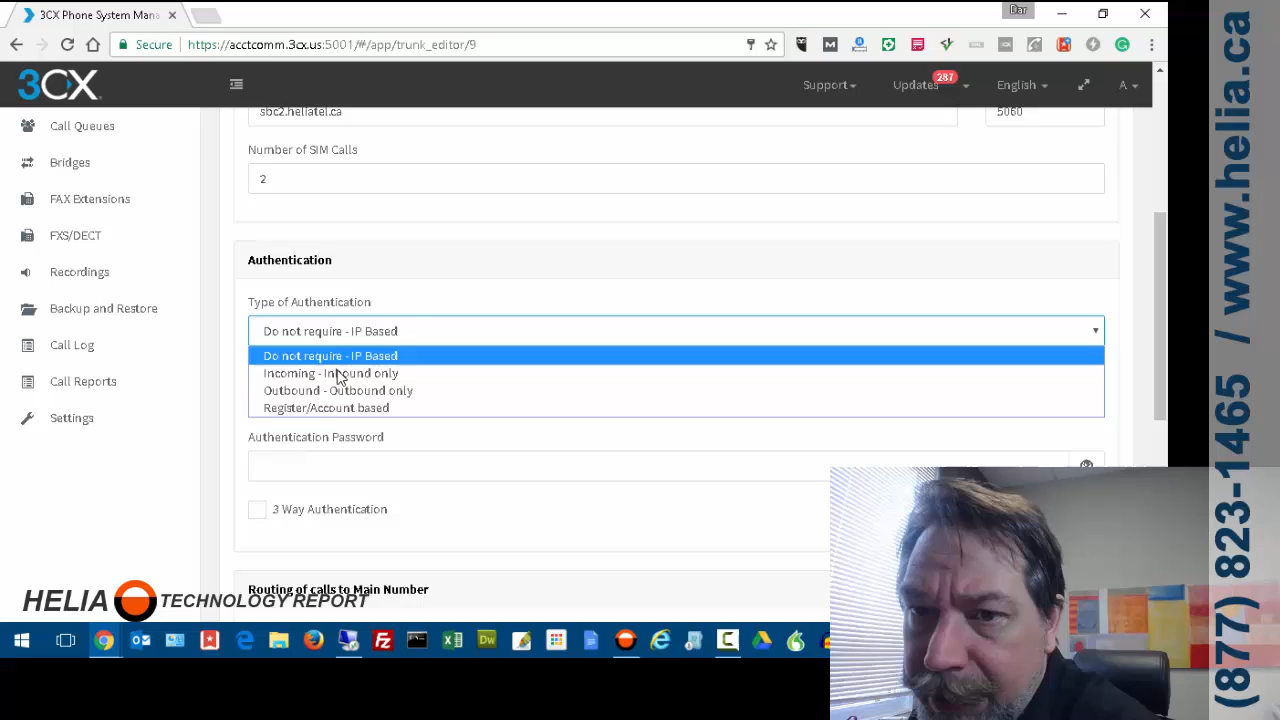 3CX Phone System Mana
Dar
Secure
https://acctcomm.3cx.us:5001/#/app/trunk_editor/9
3CX
Support
Updates
287
English
A
Call Queues
Bridges
FAX Extensions
FXS/DECT
Recordings
Backup and Restore
Call Log
Call Reports
Settings
sbc2.heliatel.ca
5060
Number of SIM Calls
2
Authentication
Type of Authentication
Do not require - IP Based
Do not require - IP Based
Incoming - Inbound only
Outbound - Outbound only
Register/Account based
Authentication Password
3 Way Authentication
calls to Main Number
HELIA TECHNOLOGY REPORT
(877) 823-1465 / www.helia.ca